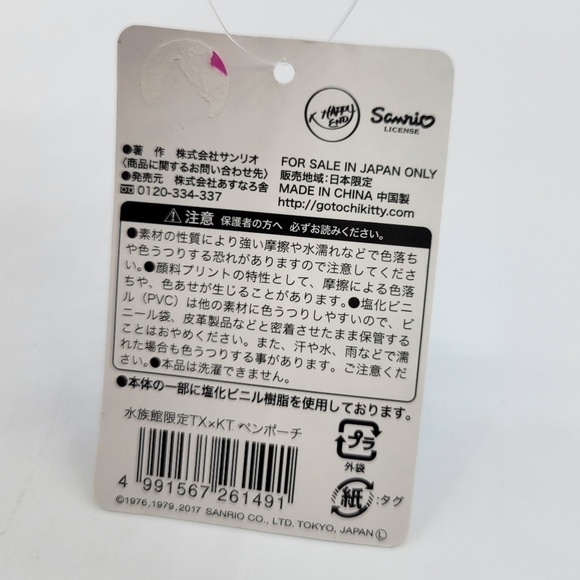 HAPPY END
Sanrio
LICENSE
●著 作 株式会社サンリオ
〈商品に関するお問い合わせ先〉
●発売元 株式会社あすなろ舎
0120-334-337
FOR SALE IN JAPAN ONLY
販売地域:日本限定
MADE IN CHINA 中国製
http://gotochikitty.com
注意 保護者の方へ 必ずお読みください。
●素材の性質により強い摩擦や水濡れなどで色落ち
や色うつりする恐れがありますので注意してくださ
い。●顔料プリントの特性として、摩擦による色落
ちや、色あせが生じることがあります。●塩化ビニ
ル(PVC)は他の素材に色うつりしやすいので、ビ
ニール袋、皮革製品などと密着させたまま保管する
ことはおやめください。また、汗や水、雨などで濡
れた場合も色うつりする事があります。ご注意くださ
い。●本品は洗濯できません。
●本体の一部に塩化ビニル樹脂を使用しております。
水族館限定TX×KT ペンポーチ
プラ
外袋
4 991567 261491
紙 :タグ
©1976,1979,2017 SANRIO CO., LTD. TOKYO, JAPAN Ⓛ